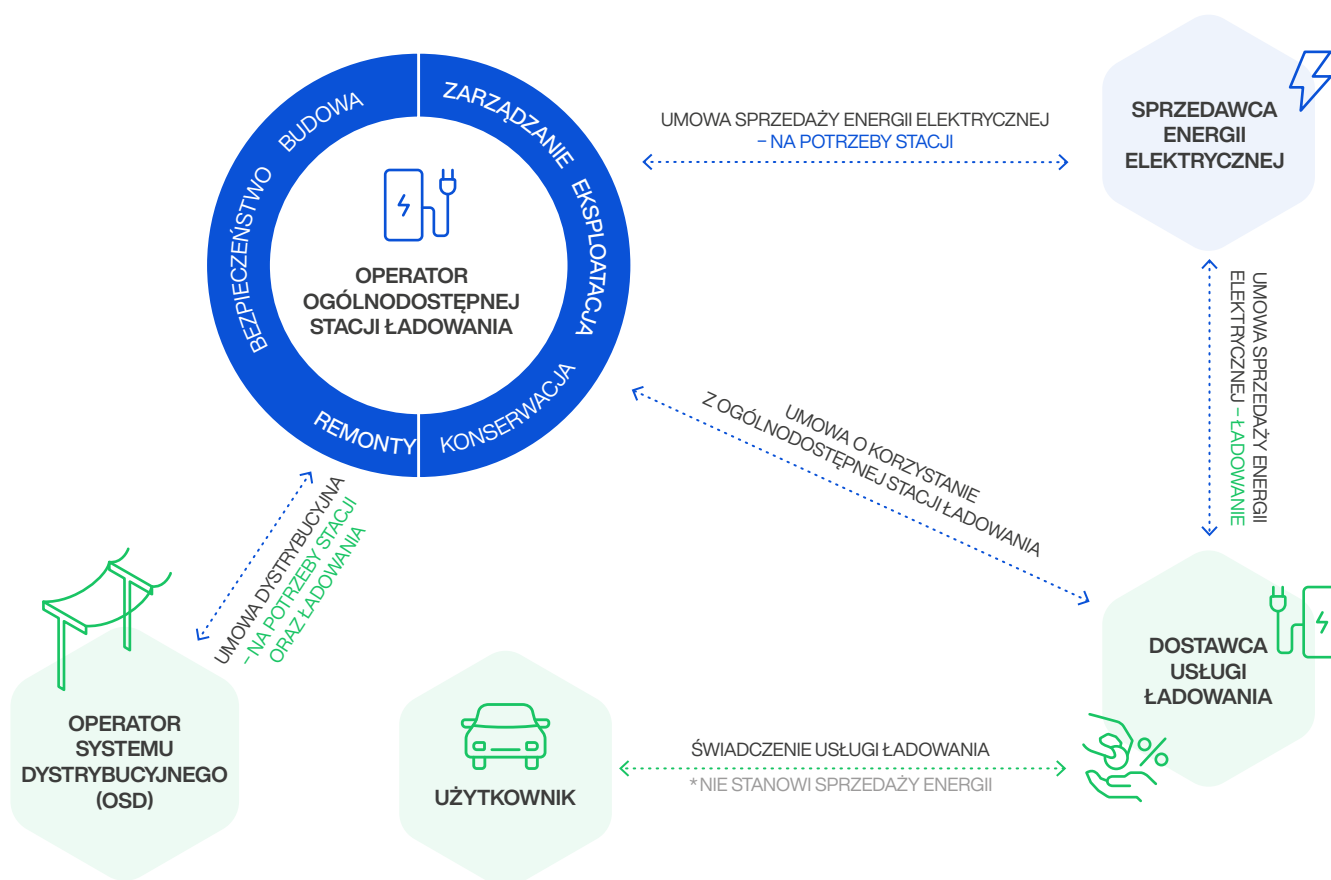 BUDOWA
ZARZĄDZANIE
EKSPLOATACJA
KONSERWACJA
REMONTY
BEZPIECZEŃSTWO
OPERATOR
OGÓLNODOSTĘPNEJ
STACJI ŁADOWANIA
UMOWA SPRZEDAŻY ENERGII ELEKTRYCZNEJ
– NA POTRZEBY STACJI
SPRZEDAWCA
ENERGII
ELEKTRYCZNEJ
UMOWA SPRZEDAŻY ENERGII
ELEKTRYCZNEJ – ŁADOWANIE
UMOWA O KORZYSTANIE
Z OGÓLNODOSTĘPNEJ STACJI ŁADOWANIA
UMOWA DYSTRYBUCYJNA
– NA POTRZEBY STACJI
ORAZ ŁADOWANIA
DOSTAWCA
USŁUGI
ŁADOWANIA
%
OPERATOR
SYSTEMU
DYSTRYBUCYJNEGO
(OSD)
UŻYTKOWNIK
ŚWIADCZENIE USŁUGI ŁADOWANIA
*NIE STANOWI SPRZEDAŻY ENERGII